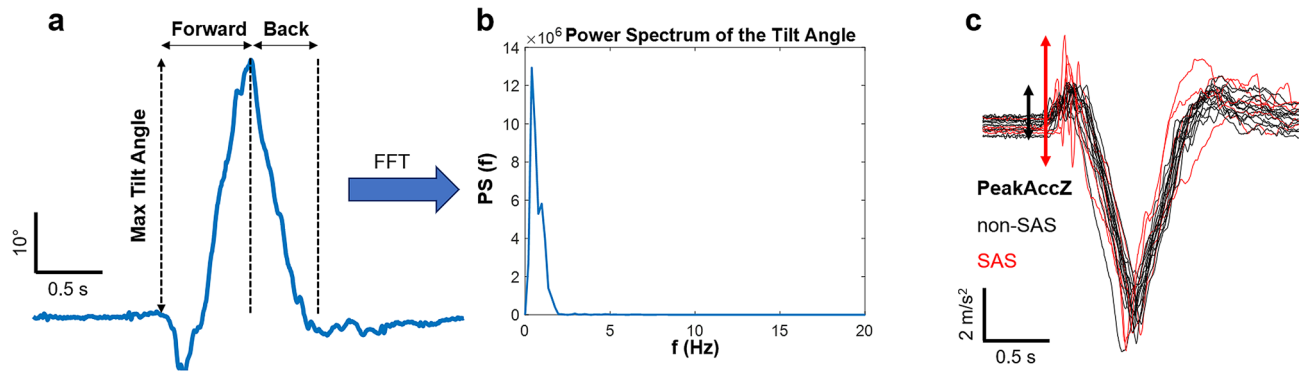 a
Forward Back
Max Tilt Angle
10°
0.5 s
FFT
b
×10⁶ Power Spectrum of the Tilt Angle
PS (f)
14
12
10
8
6
4
2
0
0 5 10 15 20
f (Hz)
c
PeakAccZ
non-SAS
SAS
2 m/s²
0.5 s